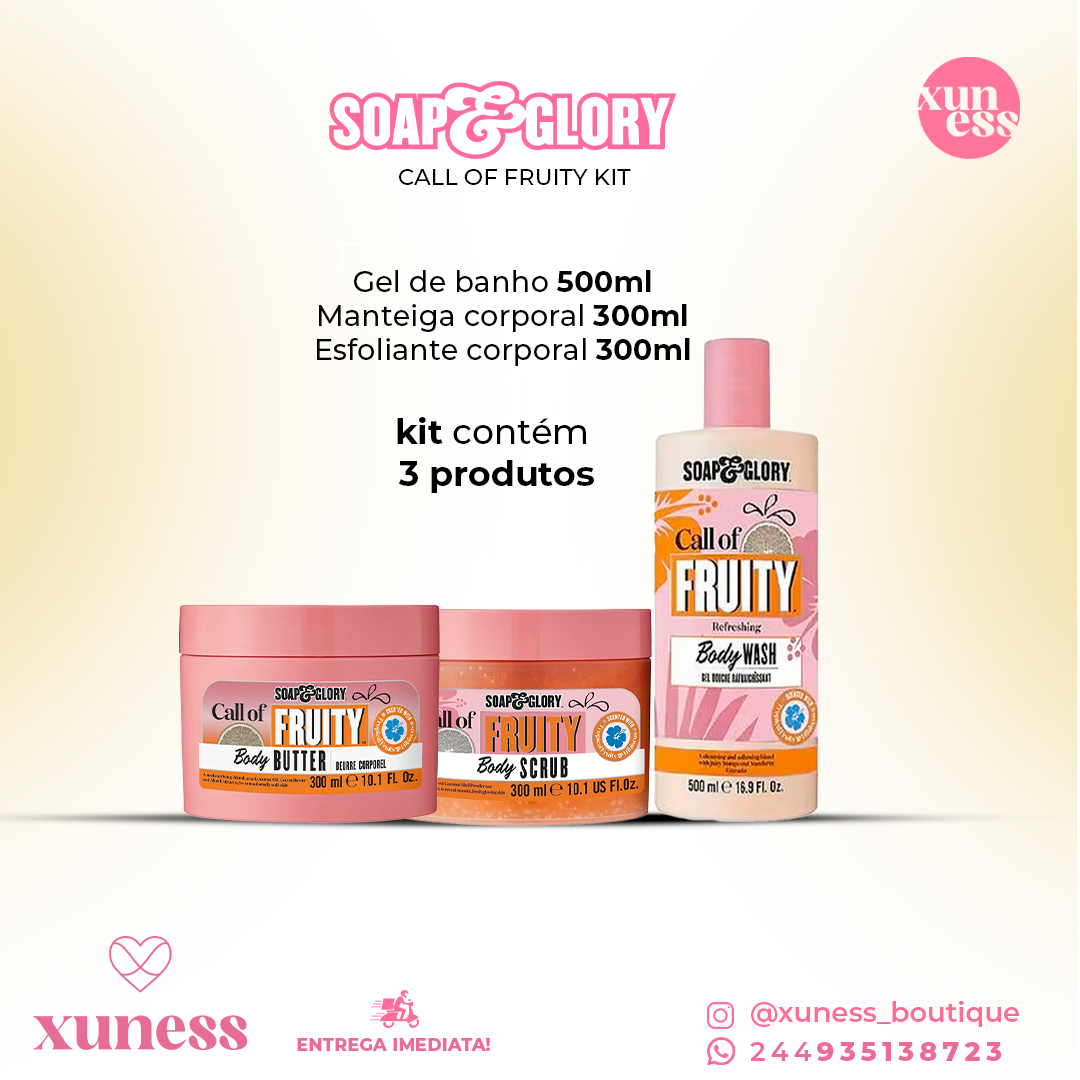 SOAP&GLORY
CALL OF FRUITY KIT
xun
ess
Gel de banho 500ml
Manteiga corporal 300ml
Esfoliante corporal 300ml
kit contém
3 produtos
SOAP&GLORY
Call of
FRUITY
Body BUTTER BEURRE CORPOREL
300 ml e 10.1 FL Oz.
SOAP&GLORY
all of
FRUITY
Body SCRUB
300 ml e 10.1 US Fl.Oz.
SOAP&GLORY
Call of
FRUITY
Refreshing
Body WASH
GEL DOUCHE
500 ml e 16.9 Fl. Oz.
xuness
ENTREGA IMEDIATA!
@xuness_boutique
244935138723